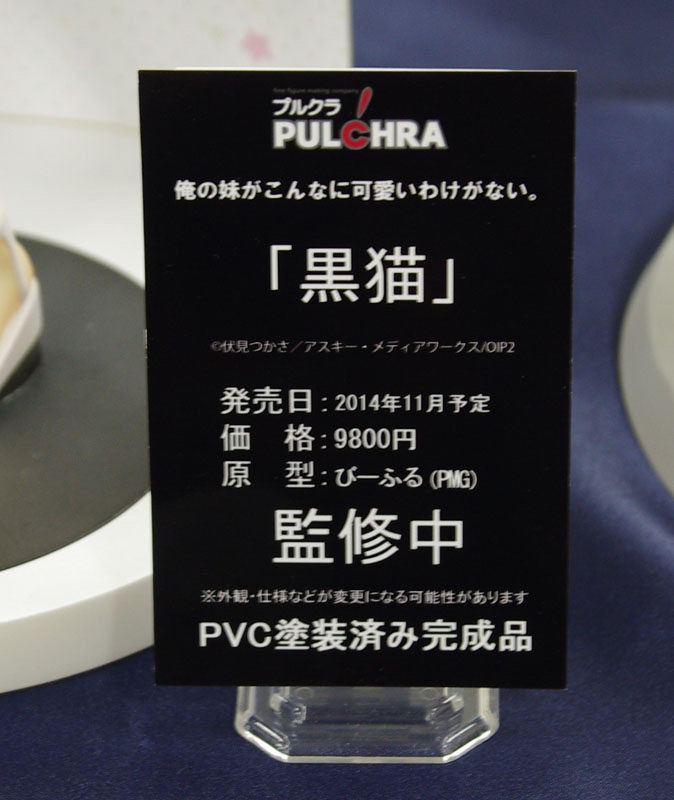 fine figure making company
プルクラ
PULCHRA
俺の妹がこんなに可愛いわけがない。
「黒猫」
©伏見つかさ／アスキー・メディアワークス/OIP2
発売日：2014年11月予定
価　格：9800円
原　型：びーふる(PMG)
監修中
※外観・仕様などが変更になる可能性があります
PVC塗装済み完成品